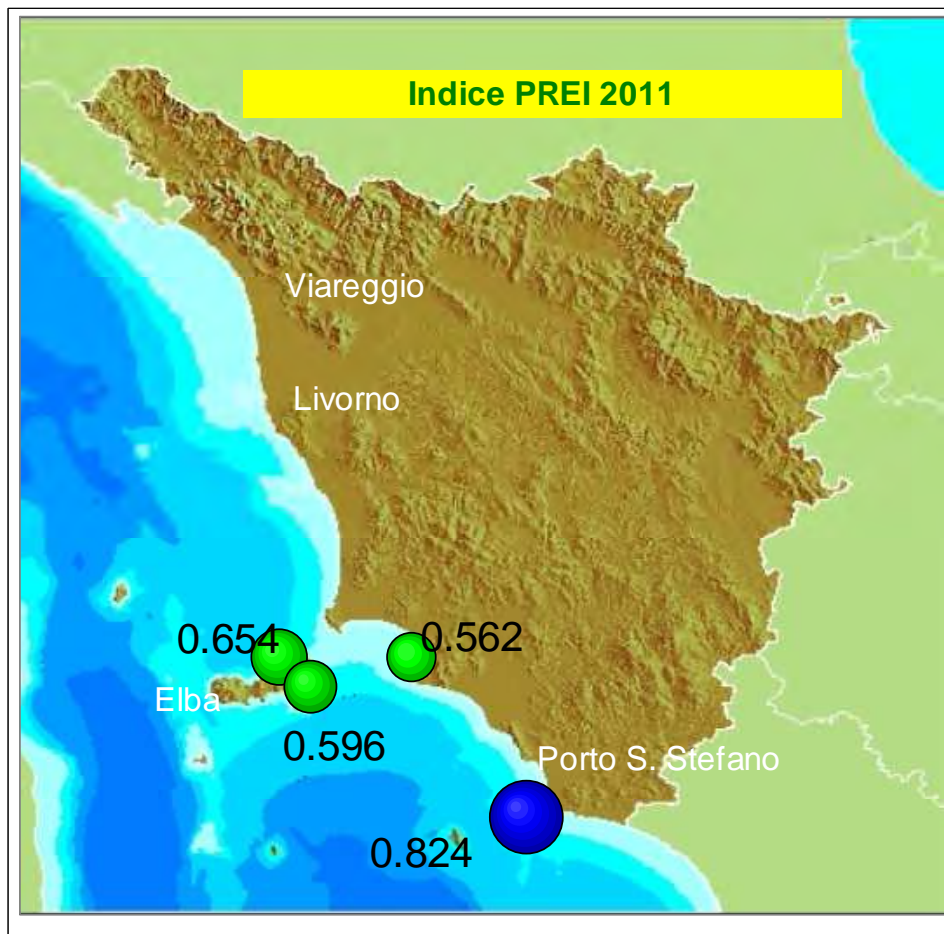 Indice PREI 2011
Viareggio
Livorno
0.654
0.562
Elba
0.596
Porto S. Stefano
0.824